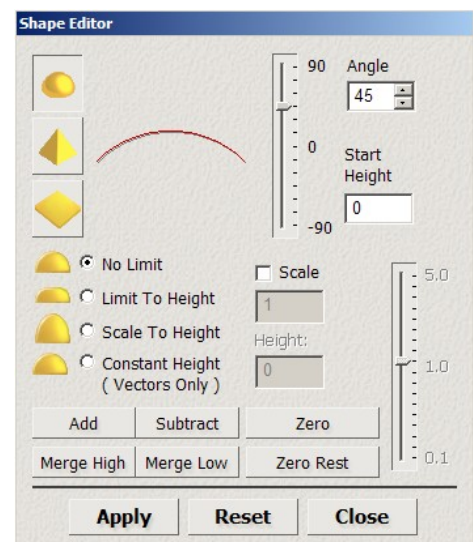 Shape Editor
90
Angle
45
0
Start
Height
0
-90
No Limit
Limit To Height
Scale To Height
Constant Height
( Vectors Only )
Scale
1
Height:
0
5.0
1.0
0.1
Add Subtract Zero
Merge High Merge Low Zero Rest
Apply Reset Close